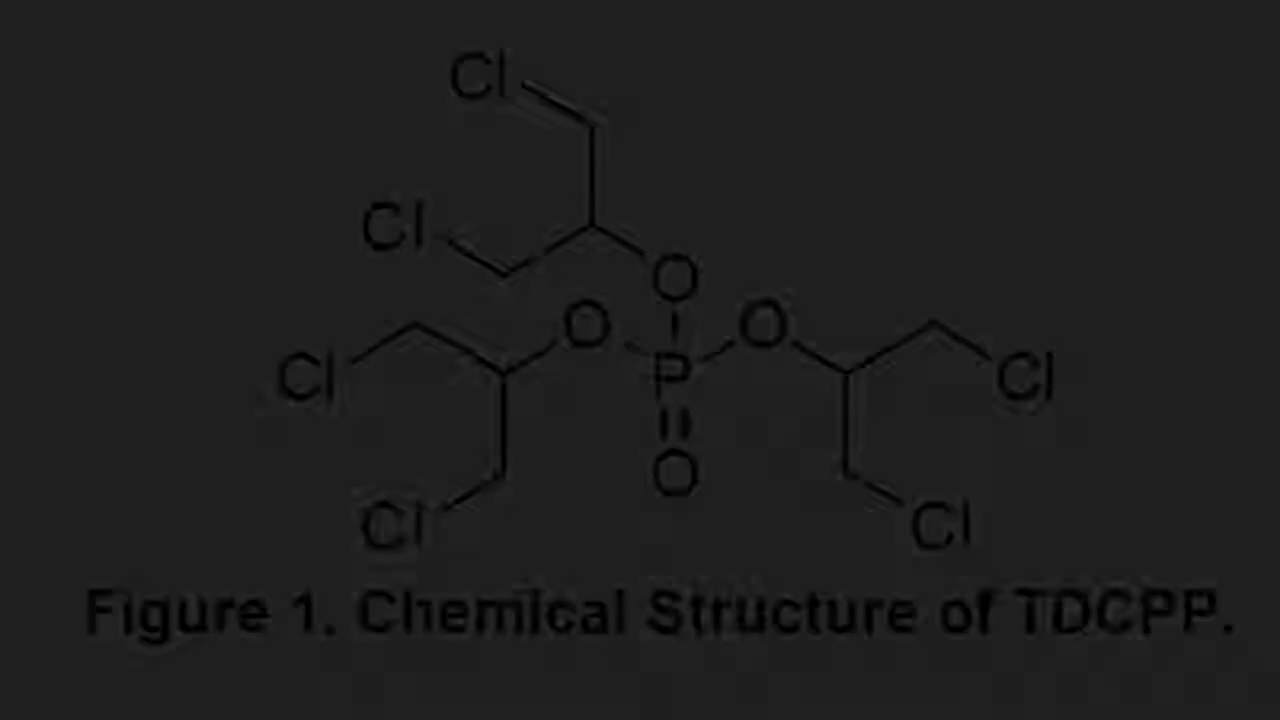 Cl
Cl
O
O O
Cl P Cl
O
Cl Cl
Figure 1. Chemical Structure of TDCPP.